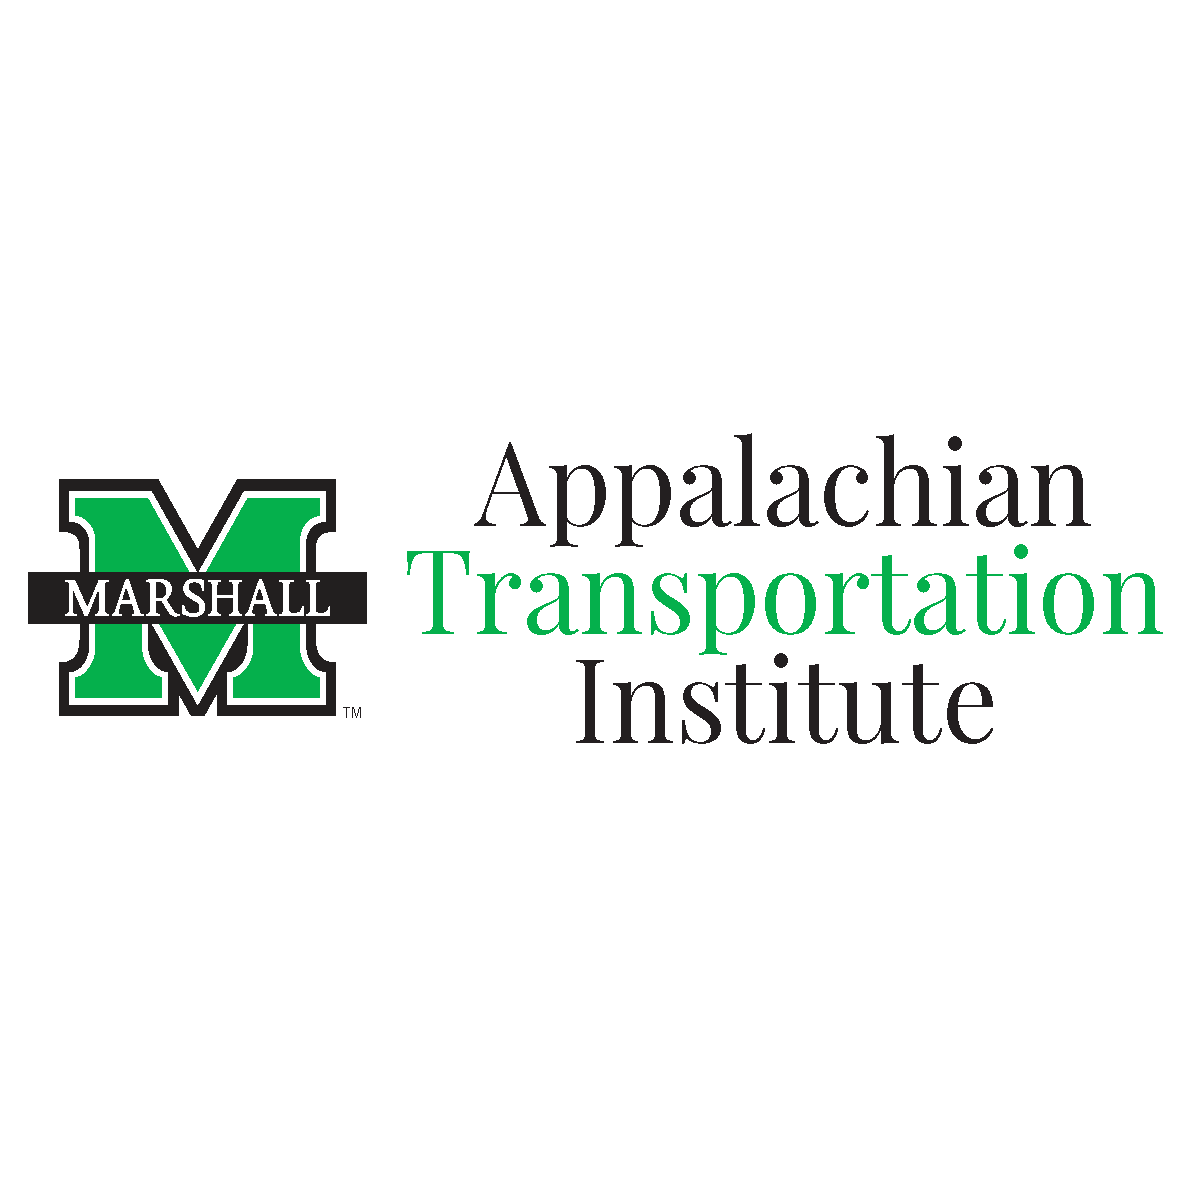 MARSHALL
TM
Appalachian
Transportation
Institute